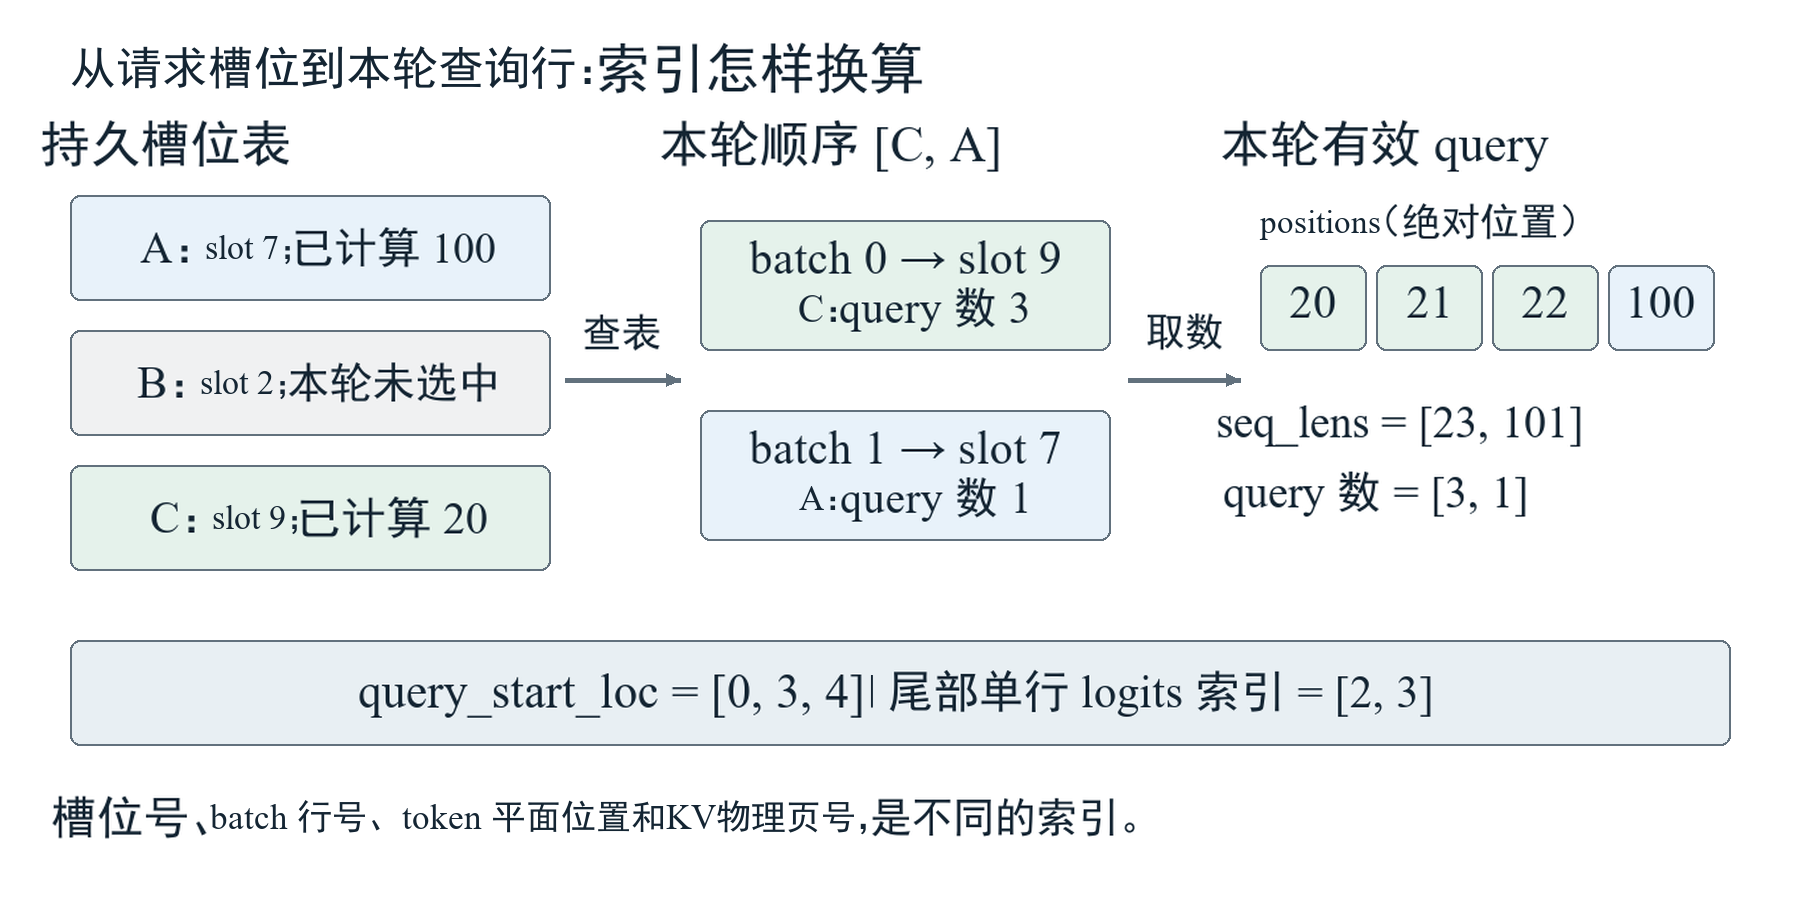 从请求槽位到本轮查询行:索引怎样换算
持久槽位表
A: slot 7;已计算 100
B: slot 2;本轮未选中
C: slot 9;已计算 20
查表
本轮顺序 [C, A]
batch 0 → slot 9
C:query 数 3
batch 1 → slot 7
A:query 数 1
取数
本轮有效 query
positions(绝对位置)
20 21 22 100
seq_lens = [23, 101]
query 数 = [3, 1]
query_start_loc = [0, 3, 4]| 尾部单行 logits 索引 = [2, 3]
槽位号、batch 行号、token 平面位置和KV物理页号,是不同的索引。